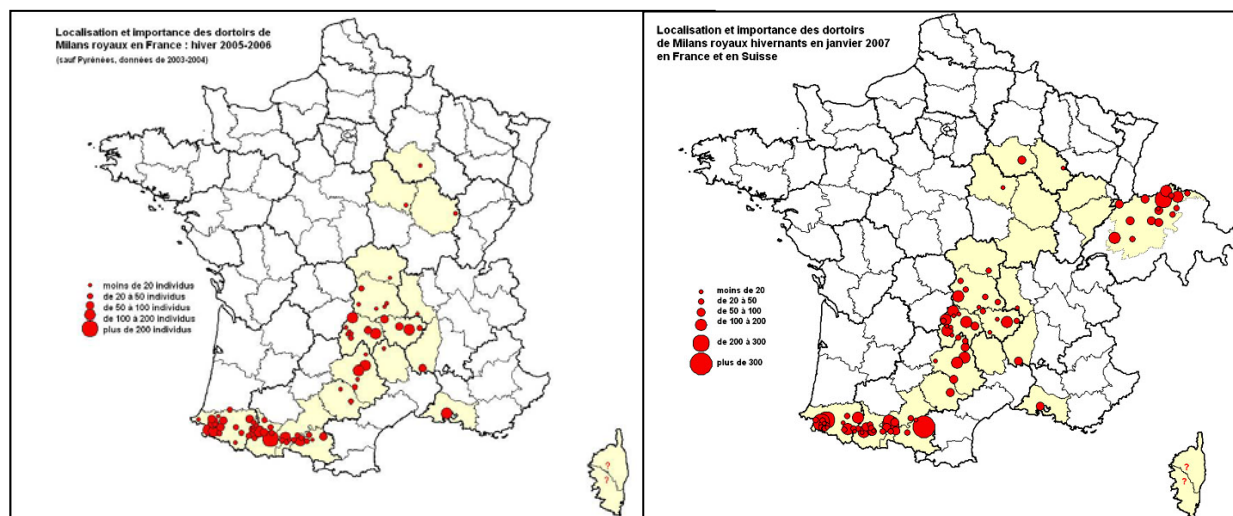 Localisation et importance des dortoirs de
Milans royaux en France : hiver 2005-2006
(sauf Pyrénées, données de 2003-2004)
moins de 20 individus
de 20 à 50 individus
de 50 à 100 individus
de 100 à 200 individus
plus de 200 individus
?
?
Localisation et importance des dortoirs
de Milans royaux hivernants en janvier 2007
en France et en Suisse
moins de 20
de 20 à 50
de 50 à 100
de 100 à 200
de 200 à 300
plus de 300
?
?